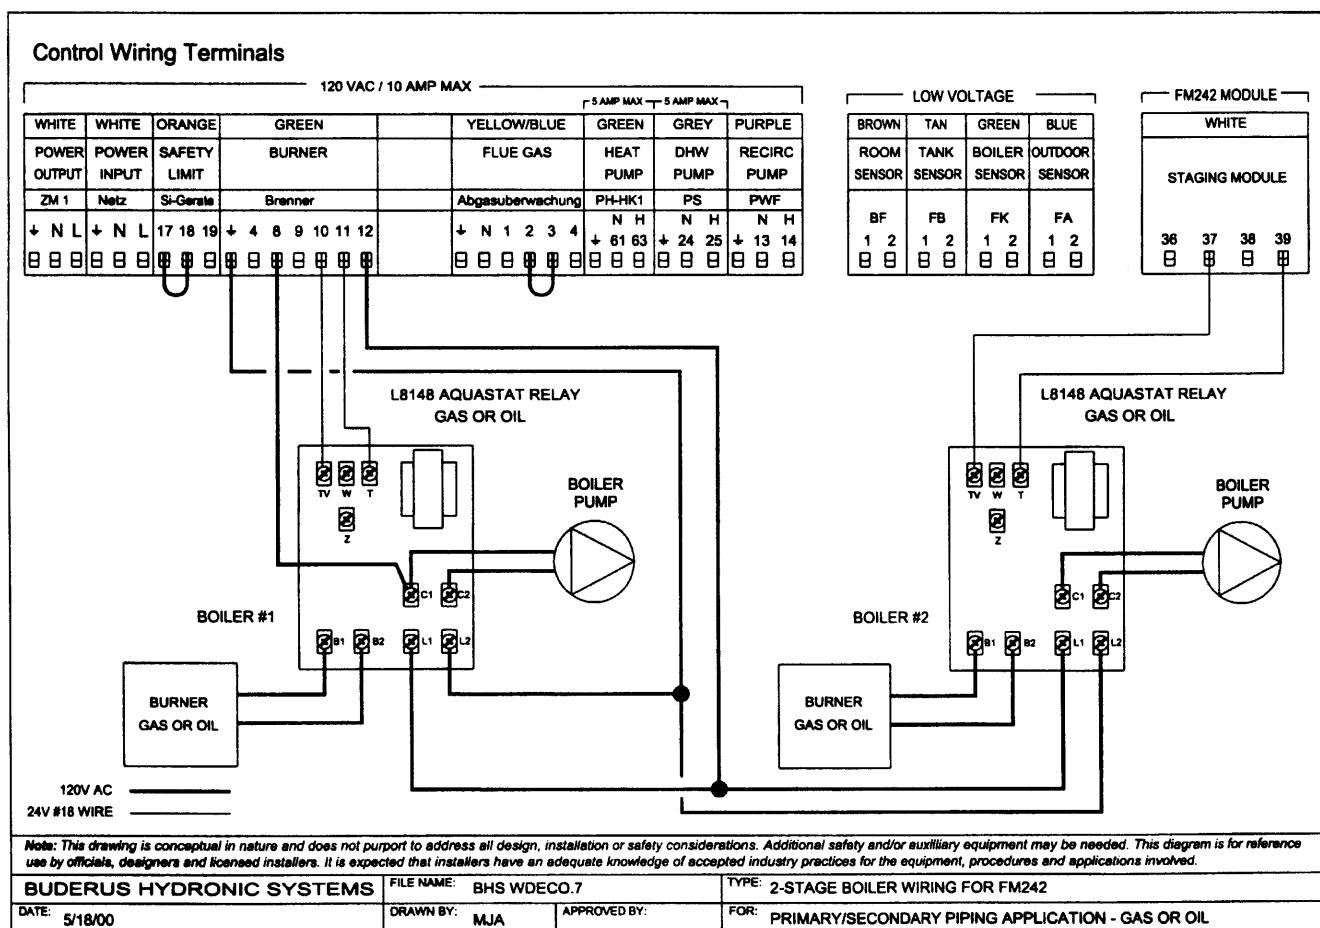 Control Wiring Terminals
120 VAC / 10 AMP MAX
5 AMP MAX 5 AMP MAX
LOW VOLTAGE
FM242 MODULE
WHITE WHITE ORANGE GREEN YELLOW/BLUE GREEN GREY PURPLE
BROWN TAN GREEN BLUE
WHITE
POWER OUTPUT POWER INPUT SAFETY LIMIT BURNER FLUE GAS HEAT PUMP DHW PUMP RECIRC PUMP
ROOM SENSOR TANK SENSOR BOILER SENSOR OUTDOOR SENSOR
STAGING MODULE
ZM 1 Netz Si-Gerate Brenner Abgasuberwachung PH-HK1 PS PWF
BF FB FK FA
N L N L 17 18 19 4 8 9 10 11 12 N 1 2 3 4 N H 61 63 N H 24 25 N H 13 14
1 2 1 2 1 2 1 2
36 37 38 39
L8148 AQUASTAT RELAY
GAS OR OIL
L8148 AQUASTAT RELAY
GAS OR OIL
TV W T
Z
BOILER
PUMP
C1 C2
BOILER #1
B1 B2 L1 L2
BURNER
GAS OR OIL
TV W T
Z
BOILER
PUMP
C1 C2
BOILER #2
B1 B2 L1 L2
BURNER
GAS OR OIL
120V AC
24V #18 WIRE
Note: This drawing is conceptual in nature and does not purport to address all design, installation or safety considerations. Additional safety and/or auxilliary equipment may be needed. This diagram is for reference
use by officials, designers and licensed installers. It is expected that installers have an adequate knowledge of accepted industry practices for the equipment, procedures and applications involved.
BUDERUS HYDRONIC SYSTEMS FILE NAME: BHS WDECO.7 TYPE: 2-STAGE BOILER WIRING FOR FM242
DATE: 5/18/00 DRAWN BY: MJA APPROVED BY: FOR: PRIMARY/SECONDARY PIPING APPLICATION - GAS OR OIL